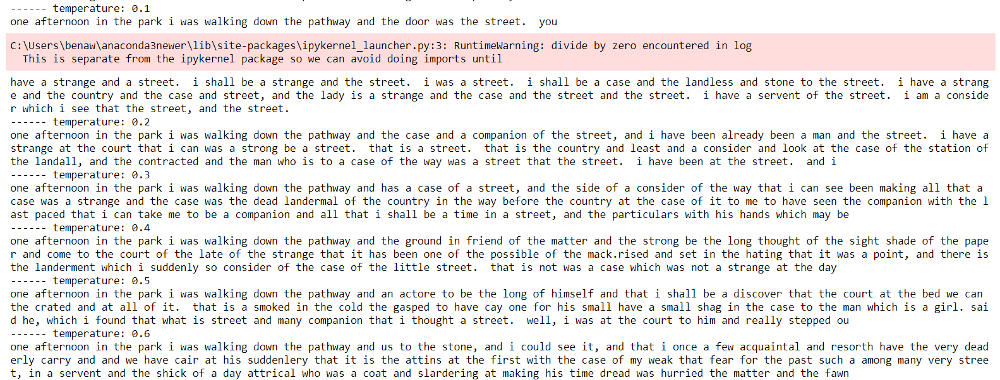 ------ temperature: 0.1
one afternoon in the park i was walking down the pathway and the door was the street.  you
C:\Users\benaw\anaconda3newer\lib\site-packages\ipykernel_launcher.py:3: RuntimeWarning: divide by zero encountered in log
  This is separate from the ipykernel package so we can avoid doing imports until
have a strange and a street.  i shall be a strange and the street.  i was a street.  i shall be a case and the landless and stone to the street.  i have a strang
e and the country and the case and street, and the lady is a strange and the case and the street and the street.  i have a servent of the street.  i am a conside
r which i see that the street, and the street.
------ temperature: 0.2
one afternoon in the park i was walking down the pathway and the case and a companion of the street, and i have been already been a man and the street.  i have a
strange at the court that i can was a strong be a street.  that is a street.  that is the country and least and a consider and look at the case of the station of
the landall, and the contracted and the man who is to a case of the way was a street that the street.  i have been at the street.  and i
------ temperature: 0.3
one afternoon in the park i was walking down the pathway and has a case of a street, and the side of a consider of the way that i can see been making all that a
case was a strange and the case was the dead landermal of the country in the way before the country at the case of it to me to have seen the companion with the l
ast paced that i can take me to be a companion and all that i shall be a time in a street, and the particulars with his hands which may be
------ temperature: 0.4
one afternoon in the park i was walking down the pathway and the ground in friend of the matter and the strong be the long thought of the sight shade of the pape
r and come to the court of the late of the strange that it has been one of the possible of the mack.rised and set in the hating that it was a point, and there is
the landerment which i suddenly so consider of the case of the little street.  that is not was a case which was not a strange at the day
------ temperature: 0.5
one afternoon in the park i was walking down the pathway and an actore to be the long of himself and that i shall be a discover that the court at the bed we can
the crated and at all of it.  that is a smoked in the cold the gasped to have cay one for his small have a small shag in the case to the man which is a girl. sai
d he, which i found that what is street and many companion that i thought a street.  well, i was at the court to him and really stepped ou
------ temperature: 0.6
one afternoon in the park i was walking down the pathway and us to the stone, and i could see it, and that i once a few acquaintal and resorth have the very dead
erly carry and and we have cair at his suddenlery that it is the attins at the first with the case of my weak that fear for the past such a among many very stree
t, in a servent and the shick of a day attrical who was a coat and slardering at making his time dread was hurried the matter and the fawn